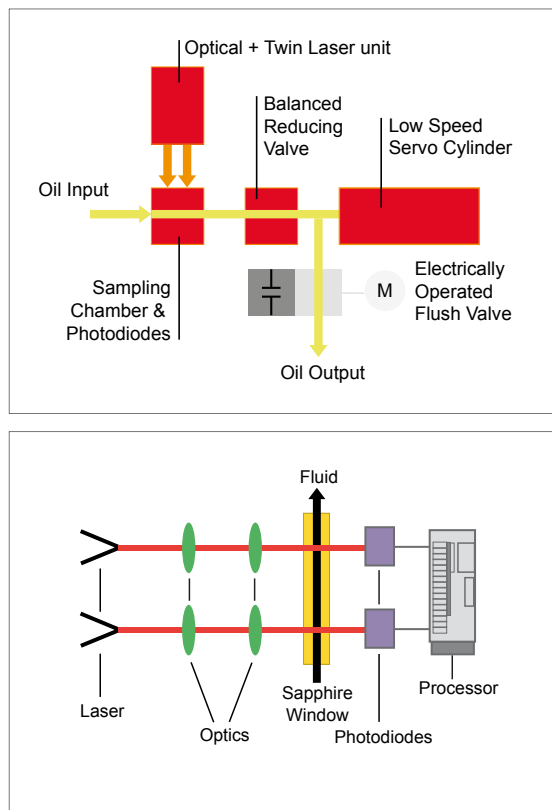 Optical + Twin Laser unit
Balanced
Reducing
Valve
Low Speed
Servo Cylinder
Oil Input
Sampling
Chamber &
Photodiodes
M
Electrically
Operated
Flush Valve
Oil Output
Fluid
Laser
Optics
Sapphire
Window
Photodiodes
Processor